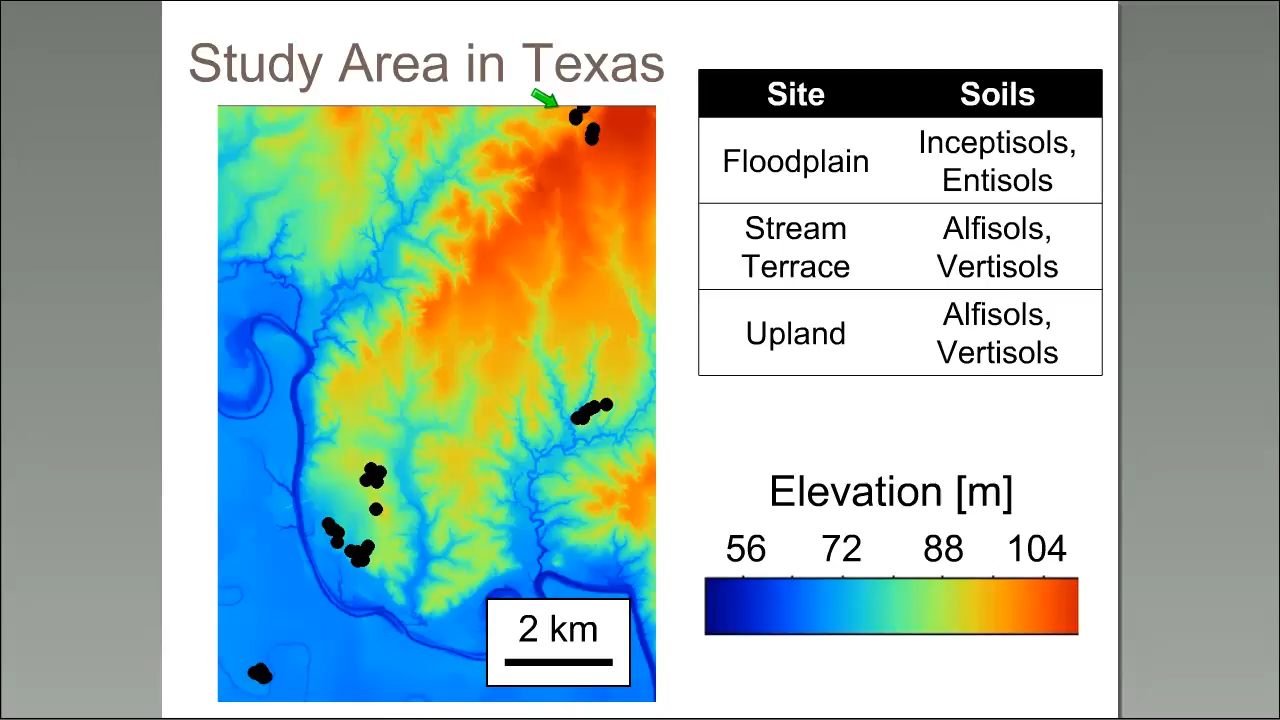 Study Area in Texas
Site Soils
Floodplain Inceptisols,
Entisols
Stream Alfisols,
Terrace Vertisols
Upland Alfisols,
Vertisols
Elevation [m]
56 72 88 104
2 km